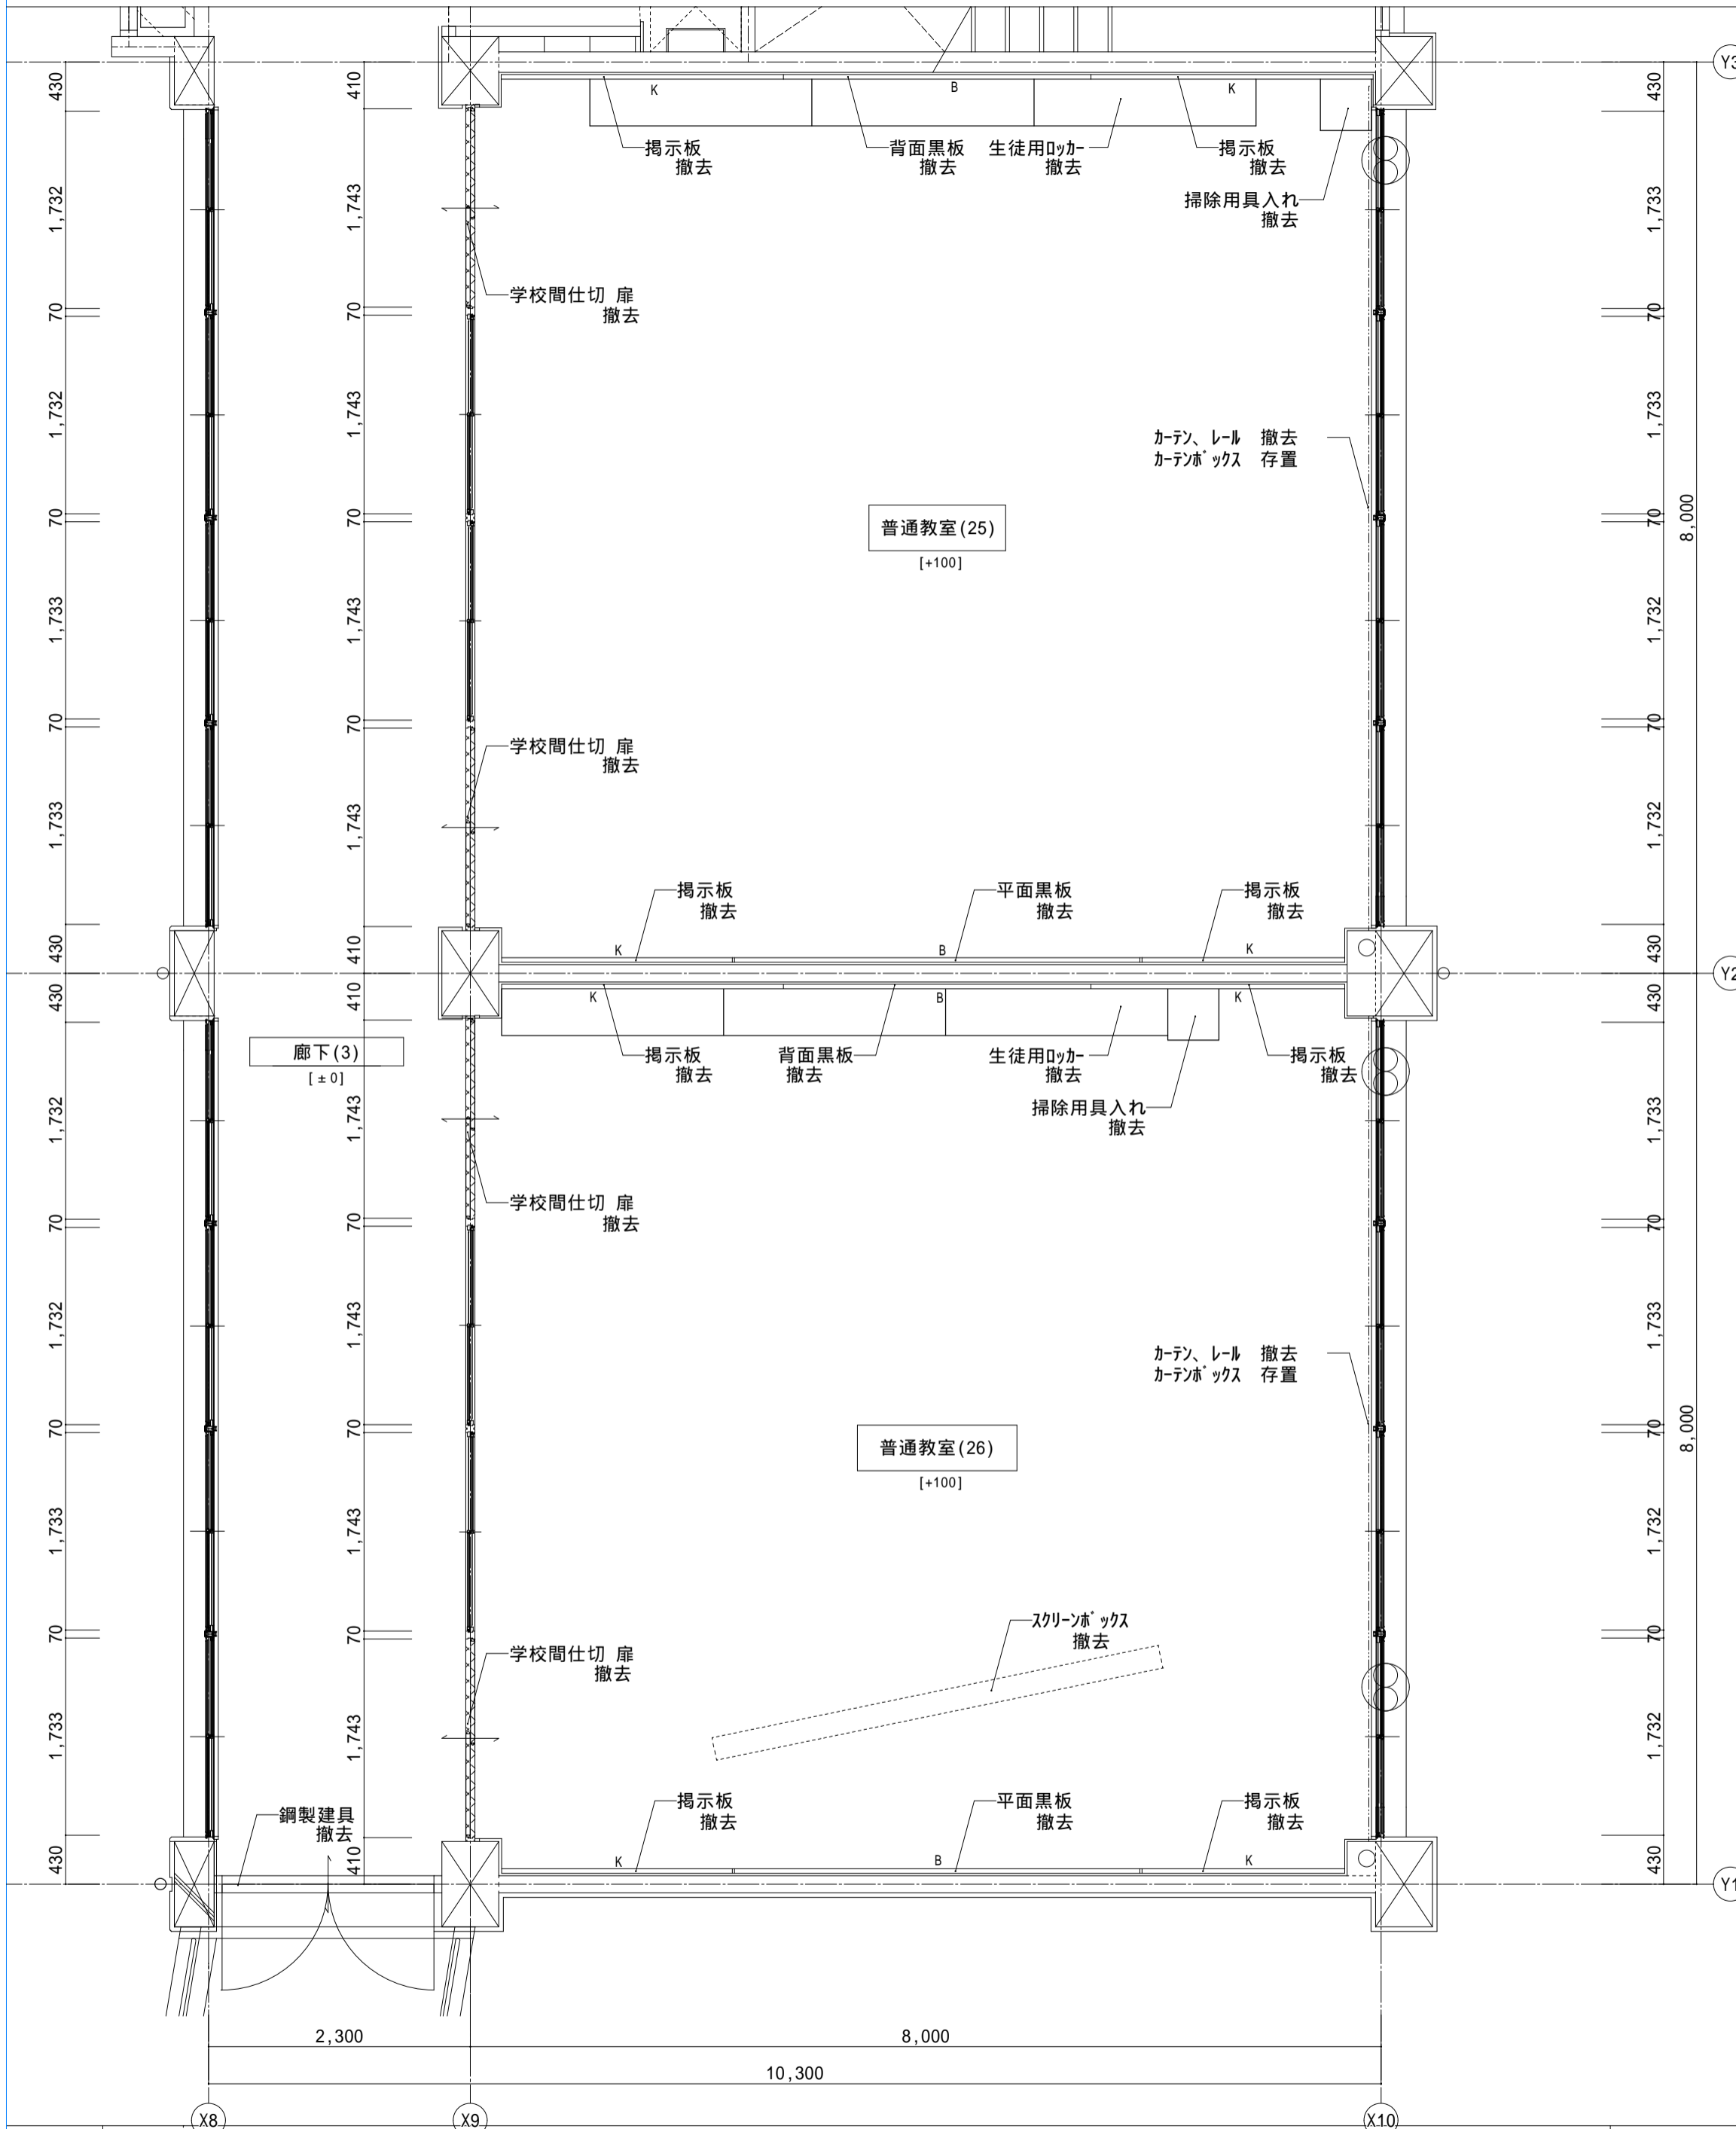 Y3
430
410
430
K
B
K
掲示板
撤去
背面黒板
撤去
生徒用ロッカー
撤去
掲示板
撤去
掃除用具入れ
撤去
1,732
1,743
1,733
学校間仕切 扉
撤去
70
70
70
1,732
1,743
1,733
カーテン、レール 撤去
カーテンボックス 存置
8,000
70
70
70
普通教室(25)
[+100]
1,733
1,743
1,732
70
70
70
学校間仕切 扉
撤去
1,733
1,743
1,732
掲示板
撤去
平面黒板
撤去
掲示板
撤去
430
410
430
K
B
K
Y2
430
410
430
K
B
K
掲示板
撤去
背面黒板
撤去
生徒用ロッカー
撤去
掲示板
撤去
掃除用具入れ
撤去
廊下(3)
[±0]
1,732
1,743
1,733
学校間仕切 扉
撤去
70
70
70
1,732
1,743
1,733
カーテン、レール 撤去
カーテンボックス 存置
8,000
70
70
70
普通教室(26)
[+100]
1,733
1,743
1,732
スクリーンボックス
撤去
70
70
70
学校間仕切 扉
撤去
1,733
1,743
1,732
掲示板
撤去
平面黒板
撤去
掲示板
撤去
鋼製建具
撤去
430
410
430
K
B
K
Y1
2,300
8,000
10,300
X8
X9
X10